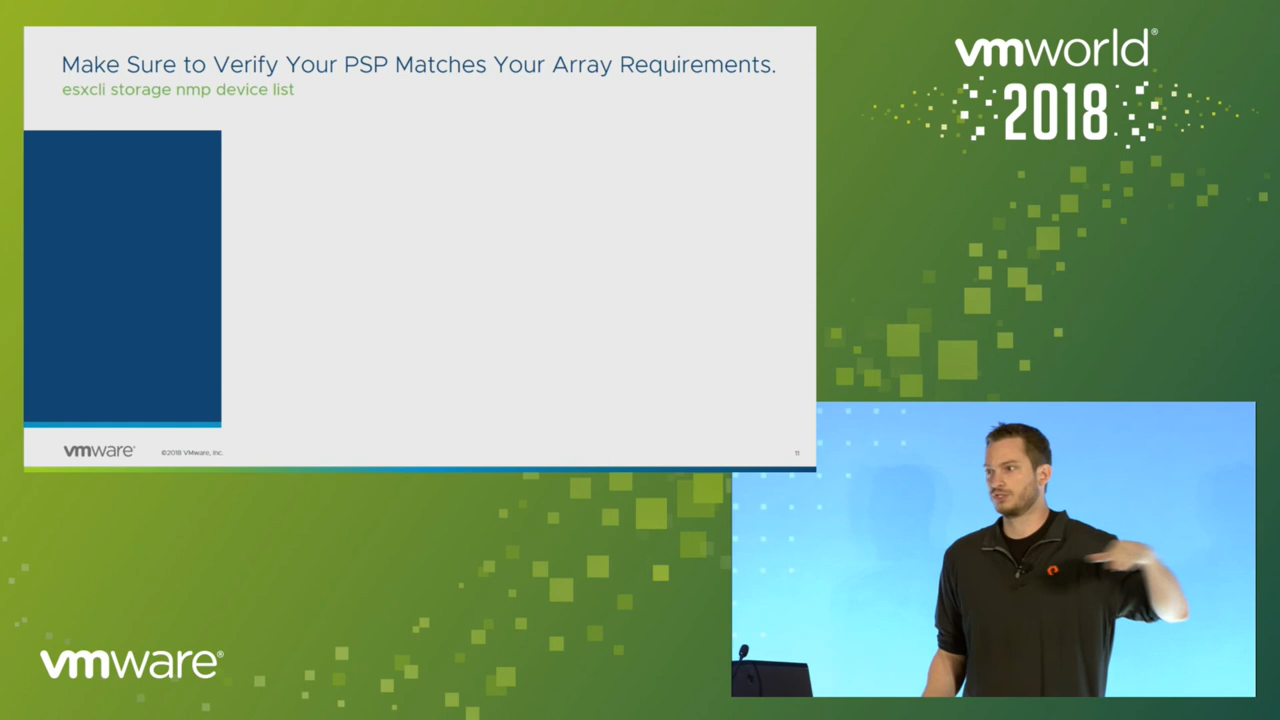 Make Sure to Verify Your PSP Matches Your Array Requirements.
esxcli storage nmp device list
vmware®
©2018 VMware, Inc.
11
vmworld®
2018
vmware®